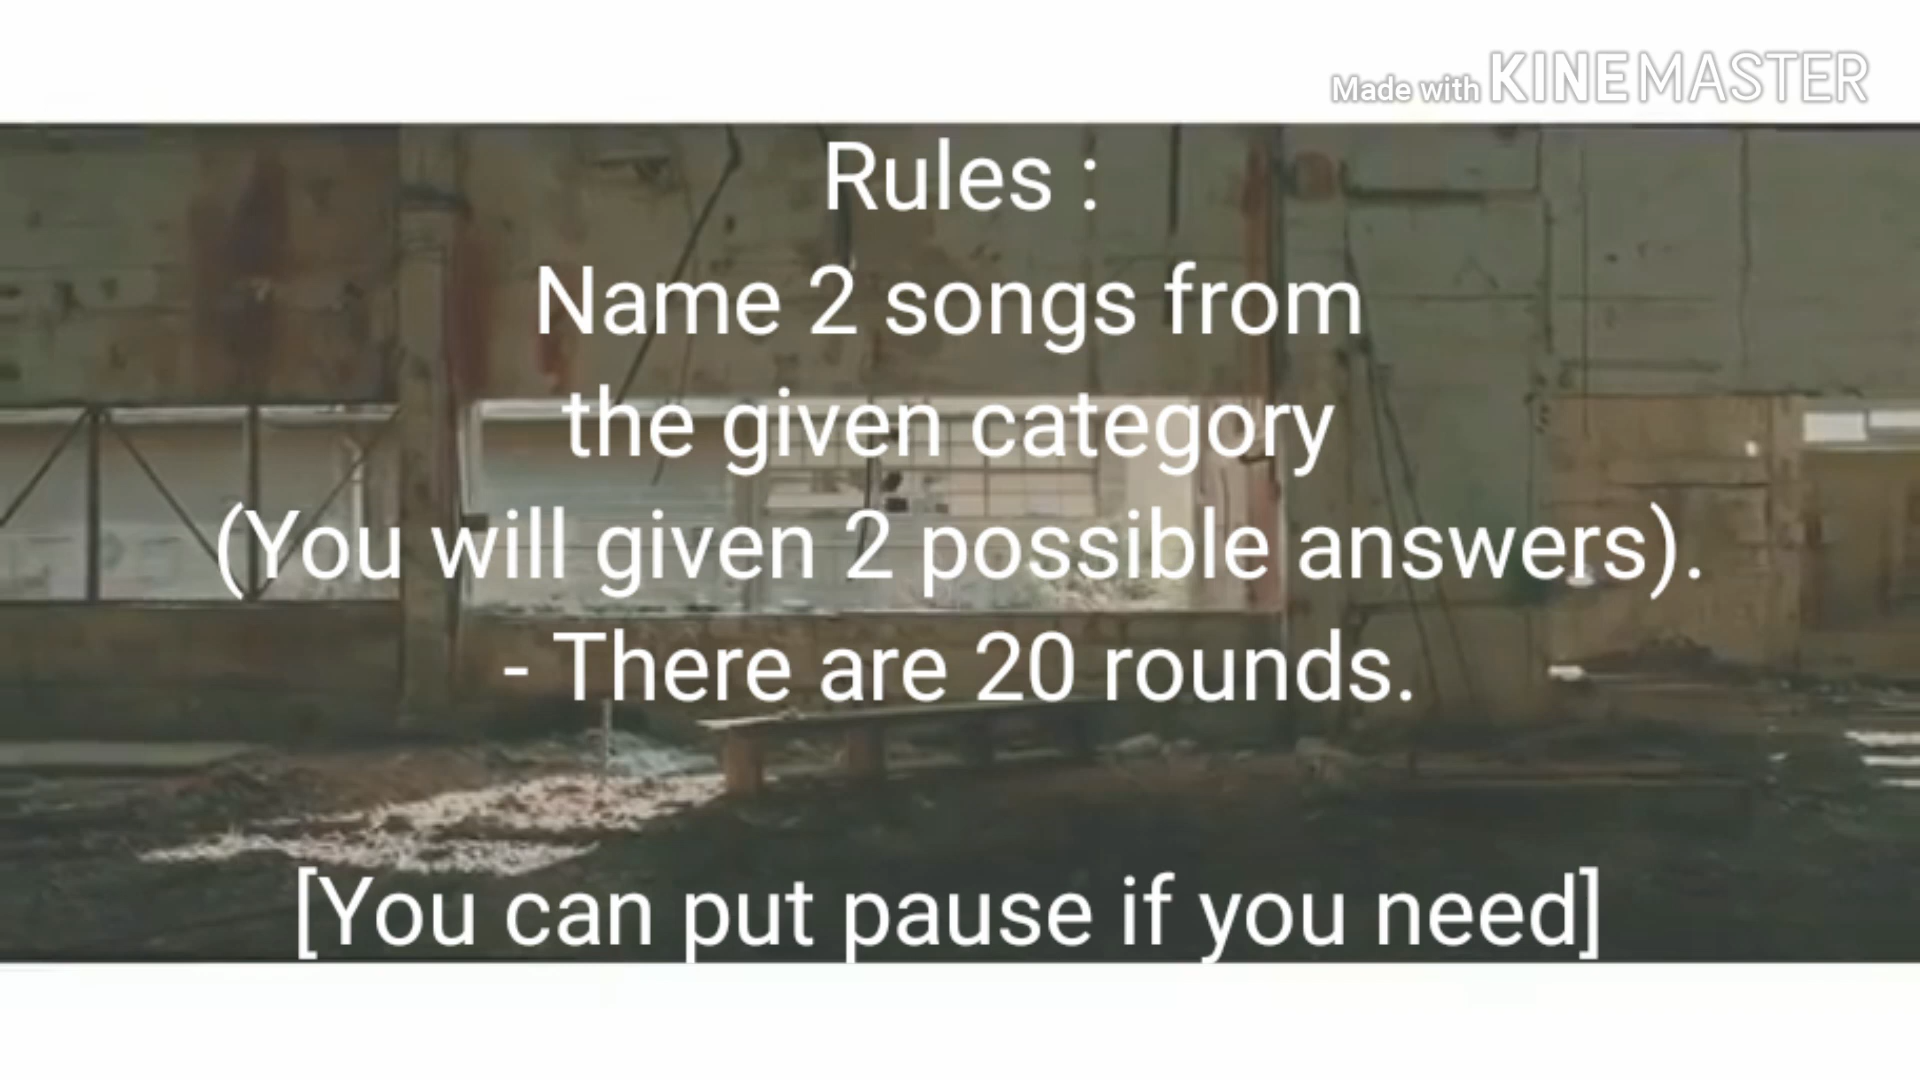 Made with KINEMASTER
Rules :
Name 2 songs from
the given category
(You will given 2 possible answers).
- There are 20 rounds.
[You can put pause if you need]